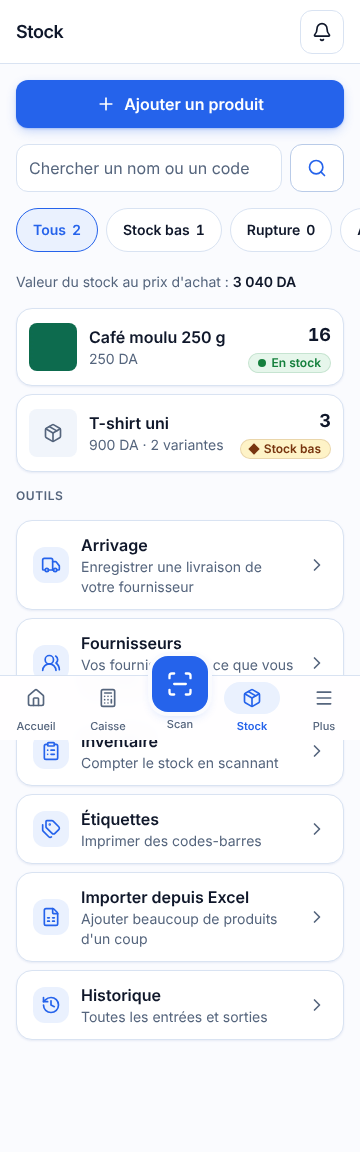 Stock
Ajouter un produit
Chercher un nom ou un code
Tous 2
Stock bas 1
Rupture 0
Valeur du stock au prix d'achat : 3 040 DA
Café moulu 250 g
250 DA
16
En stock
T-shirt uni
900 DA · 2 variantes
3
Stock bas
OUTILS
Arrivage
Enregistrer une livraison de
votre fournisseur
Fournisseurs
Vos ce que vous
Accueil
Caisse
Scan
Stock
Plus
Inventaire
Compter le stock en scannant
Étiquettes
Imprimer des codes-barres
Importer depuis Excel
Ajouter beaucoup de produits
d'un coup
Historique
Toutes les entrées et sorties